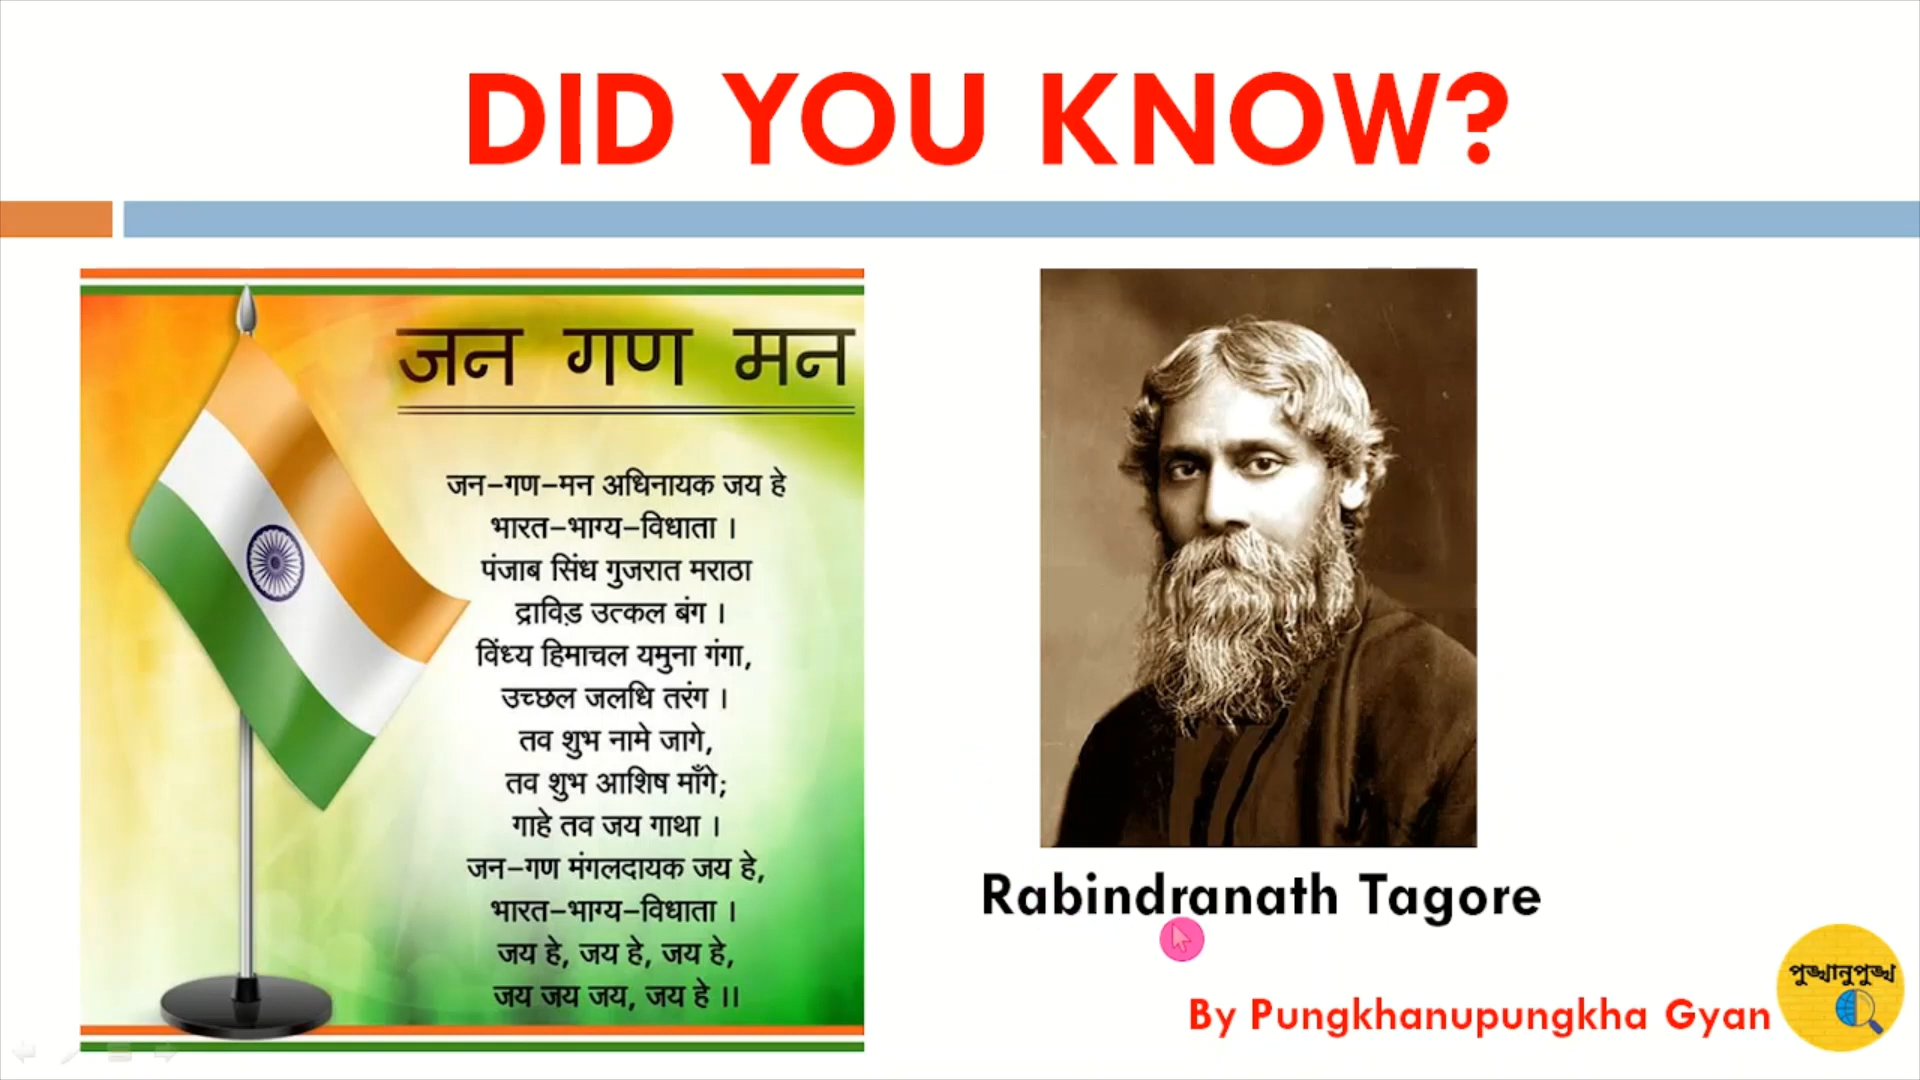 DID YOU KNOW?
जन गण मन
जन-गण-मन अधिनायक जय हे
भारत-भाग्य-विधाता ।
पंजाब सिंध गुजरात मराठा
द्राविड़ उत्कल बंग ।
विंध्य हिमाचल यमुना गंगा,
उच्छल जलधि तरंग ।
तव शुभ नामे जागे,
तव शुभ आशिष माँगे;
गाहे तव जय गाथा ।
जन-गण मंगलदायक जय हे,
भारत-भाग्य-विधाता ।
जय हे, जय हे, जय हे,
जय जय जय, जय हे ।।
Rabindranath Tagore
By Pungkhanupungkha Gyan
পুঙ্খানুপুঙ্খ